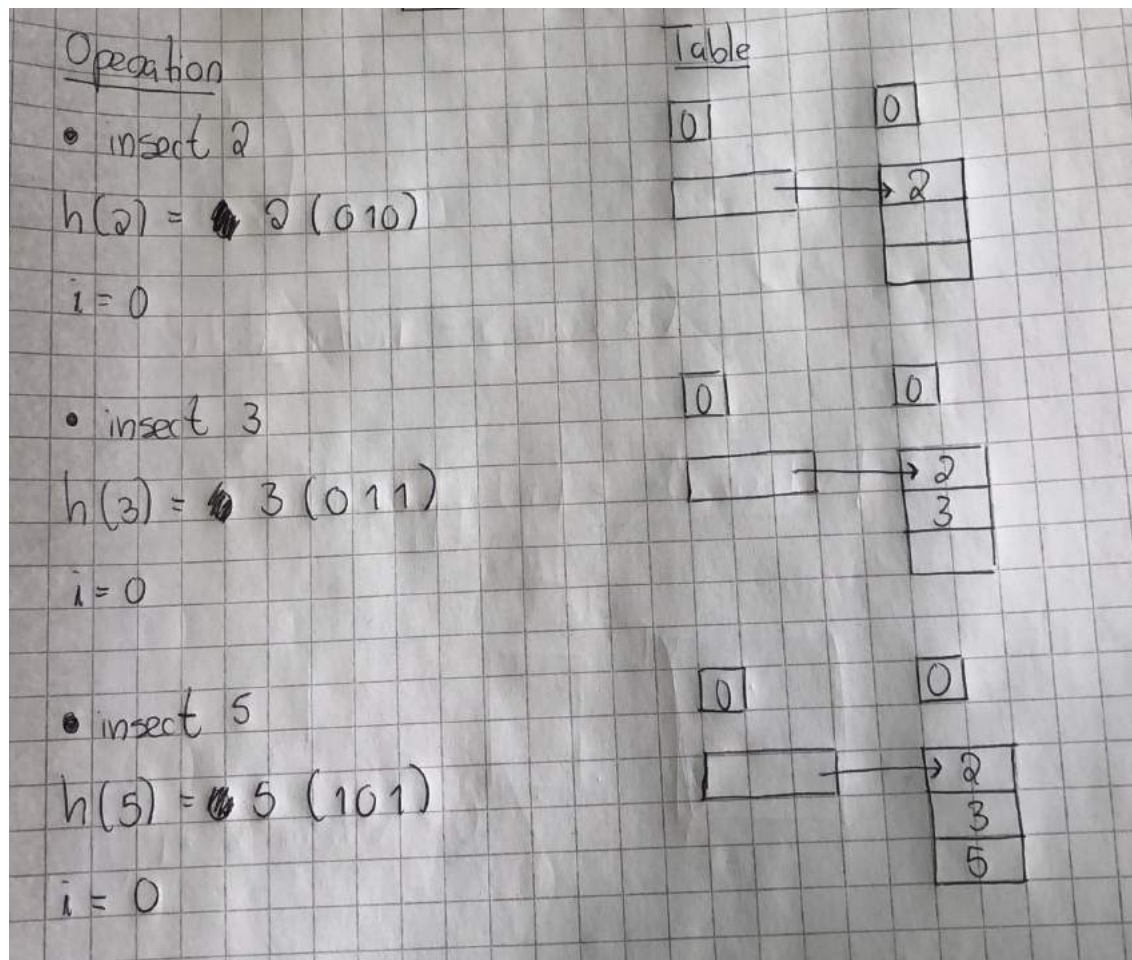 Operation Table
0 0
• insert 2
2
h(2) = 2 (010)
i = 0
0 0
• insert 3
2
h(3) = 3 (011)
3
i = 0
0 0
• insert 5
2
h(5) = 5 (101)
3
5
i = 0